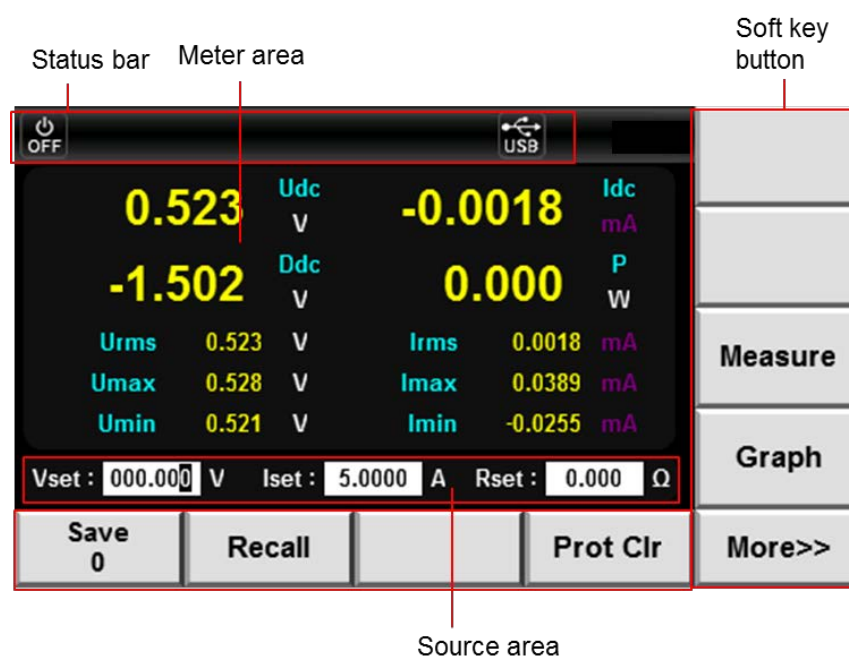 Status bar
Meter area
Soft key
button
OFF
USB
0.523 Udc V -0.0018 Idc mA
-1.502 Ddc V 0.000 P W
Urms 0.523 V Irms 0.0018 mA
Umax 0.528 V Imax 0.0389 mA
Umin 0.521 V Imin -0.0255 mA
Measure
Graph
Vset : 000.000 V Iset : 5.0000 A Rset : 0.000 Ω
Save
0
Recall
Prot Clr
More>>
Source area